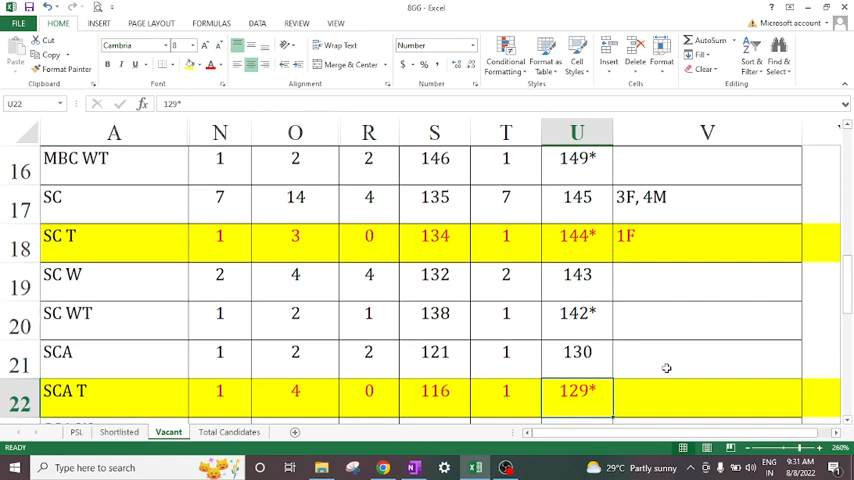 8GG - Excel
FILE HOME INSERT PAGE LAYOUT FORMULAS DATA REVIEW VIEW Microsoft account
Paste Cut Copy Format Painter Clipboard
Cambria 8 A A B I U A Font
Wrap Text Merge & Center Alignment
Number $ % , Number
Conditional Formatting Format as Table Cell Styles Styles
Insert Delete Format Cells
AutoSum Fill Clear Sort & Filter Find & Select Editing
U22 fx 129*
A N O R S T U V
16 MBC WT 1 2 2 146 1 149*
17 SC 7 14 4 135 7 145 3F, 4M
18 SC T 1 3 0 134 1 144* 1F
19 SC W 2 4 4 132 2 143
20 SC WT 1 2 1 138 1 142*
21 SCA 1 2 2 121 1 130
22 SCA T 1 4 0 116 1 129*
PSL Shortlisted Vacant Total Candidates
READY 260%
Type here to search 29°C Partly sunny ENG IN 9:31 AM 8/8/2022